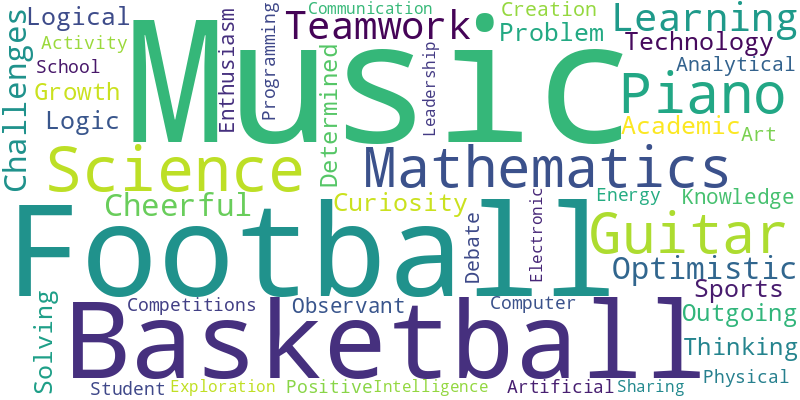 Music
Football
Basketball
Mathematics
Science
Piano
Guitar
Teamwork
Learning
Challenges
Logical
Activity
School
Growth
Logic
Enthusiasm
Programming
Communication
Determined
Leadership
Creation
Problem
Technology
Analytical
Academic
Art
Cheerful
Curiosity
Debate
Electronic
Energy
Knowledge
Optimistic
Sports
Outgoing
Thinking
Physical
Solving
Competitions
Observant
Computer
Student
Exploration
Positive
Intelligence
Artificial
Sharing